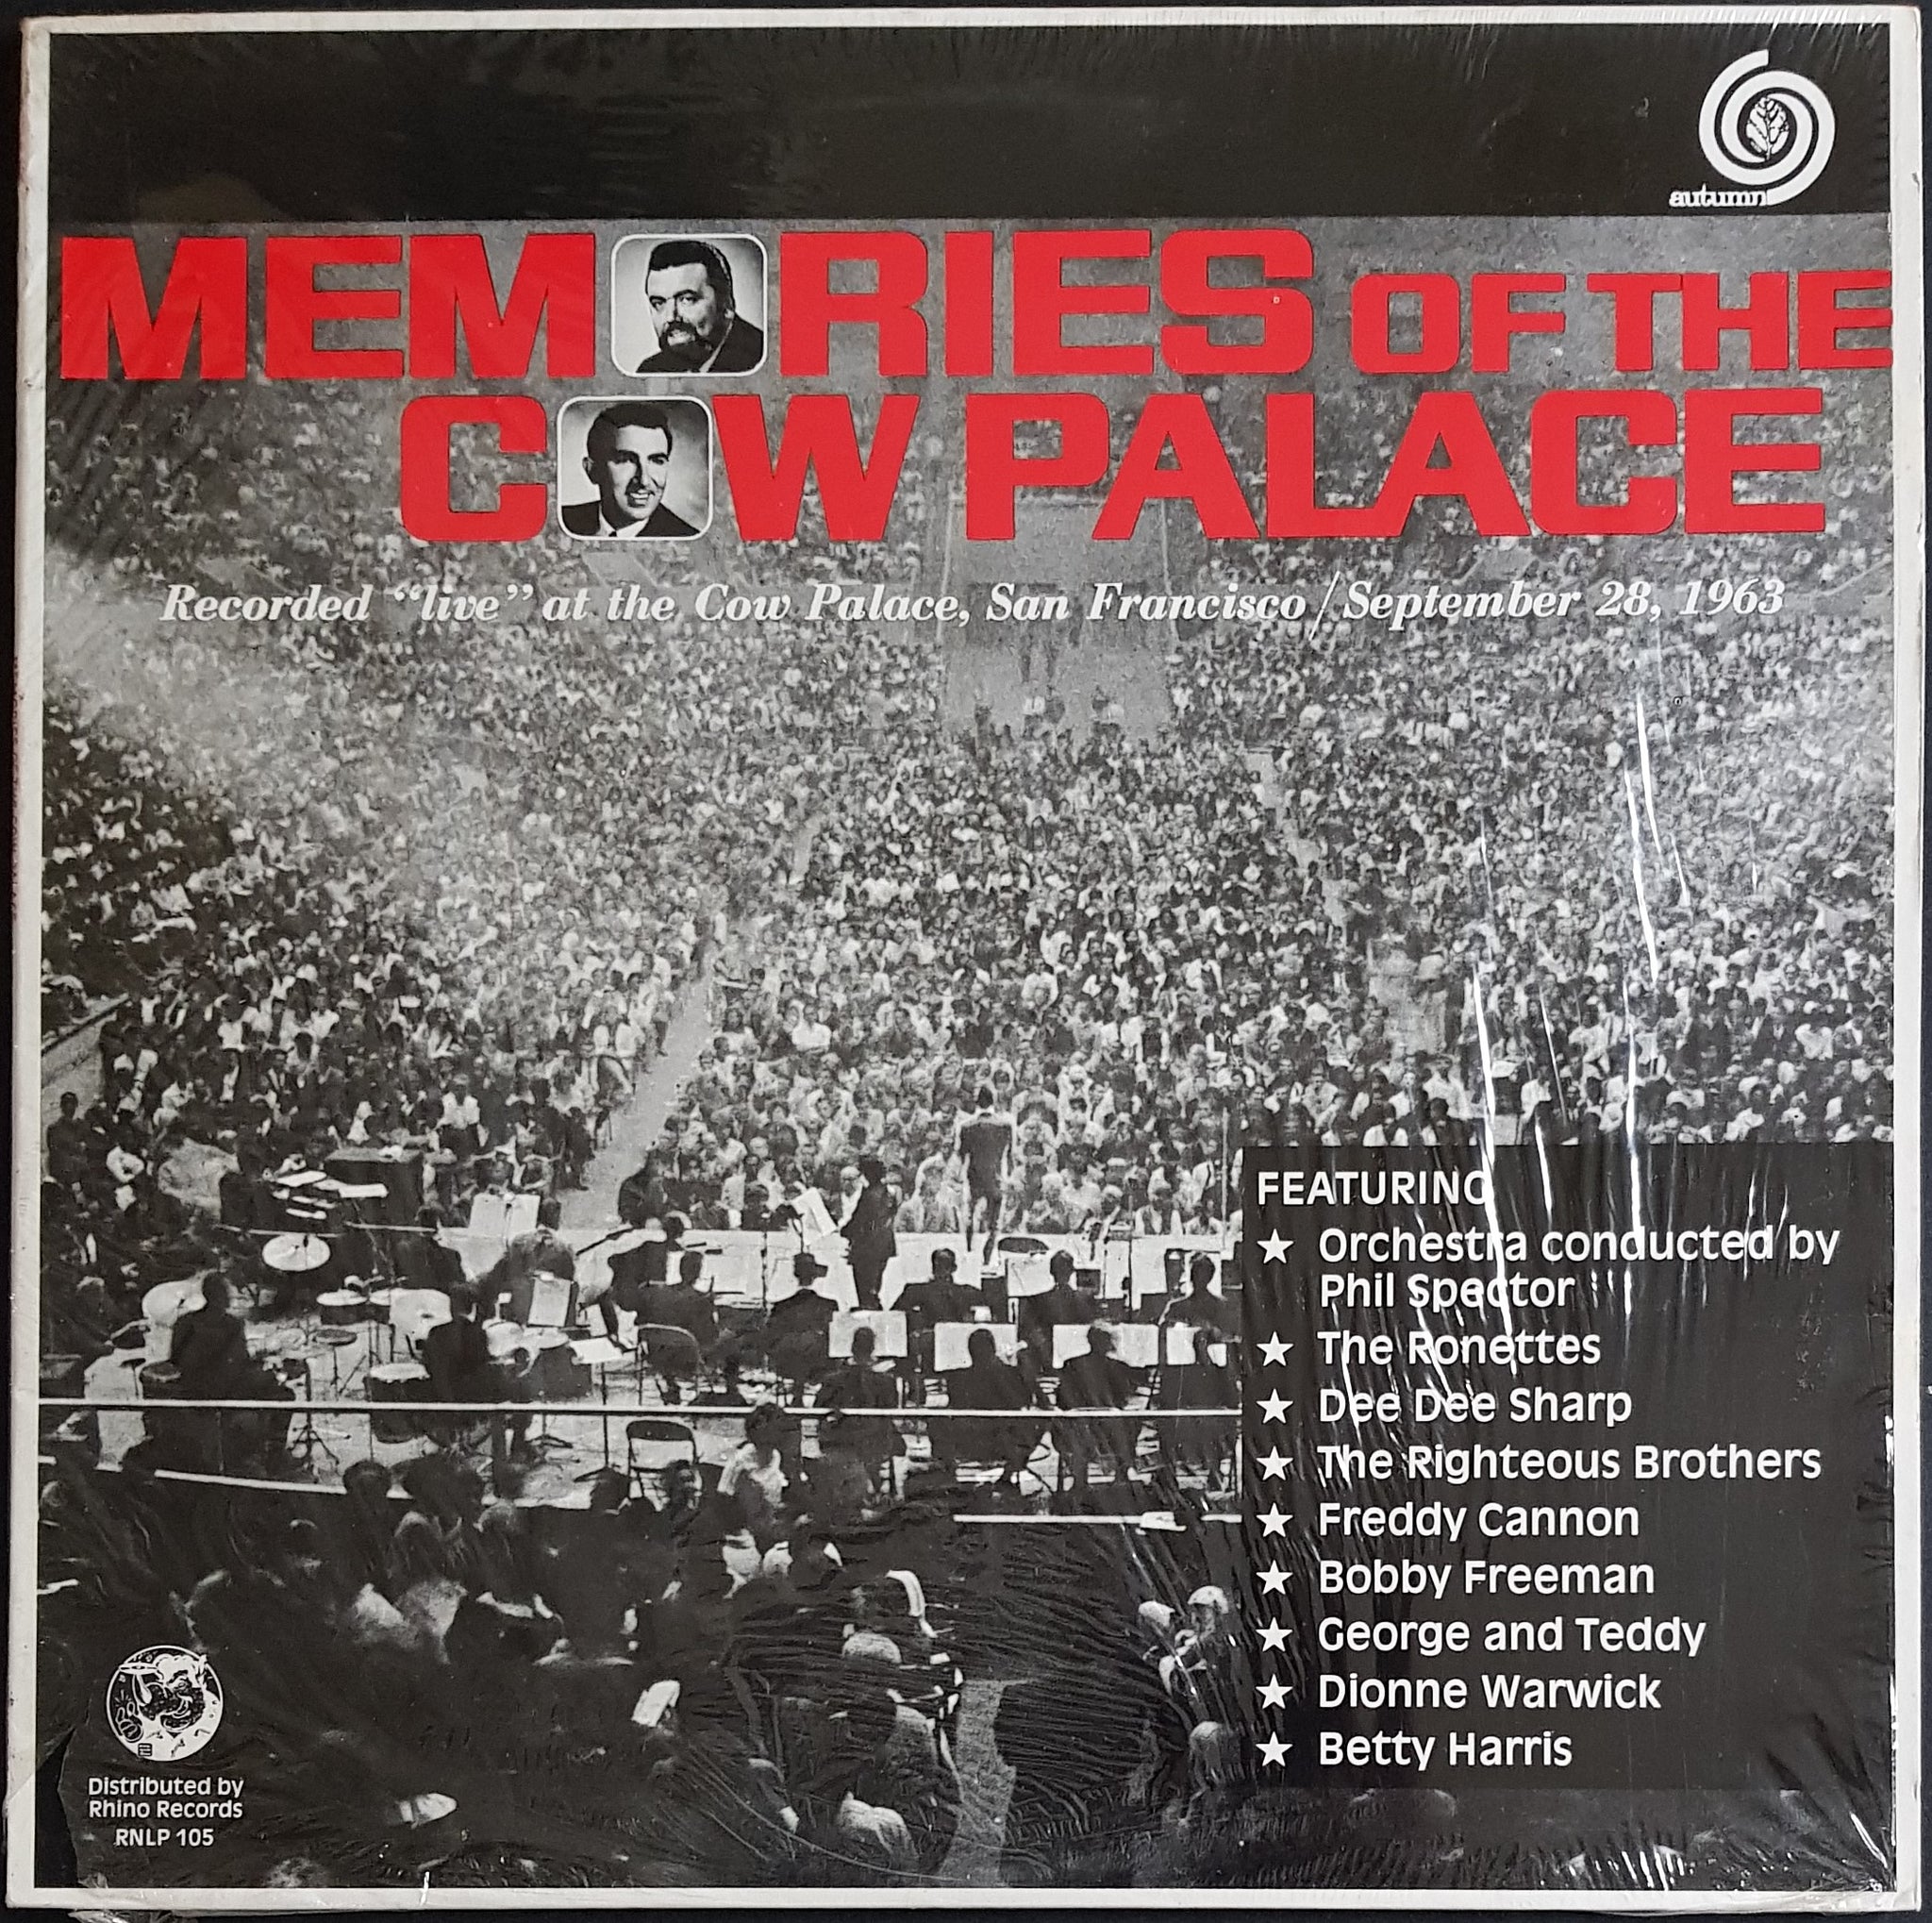 autumn
MEMRIES OF THE
CW PALACE
Recorded “live” at the Cow Palace, San Francisco / September 28, 1963
FEATURING
★ Orchestra conducted by
Phil Spector
★ The Ronettes
★ Dee Dee Sharp
★ The Righteous Brothers
★ Freddy Cannon
★ Bobby Freeman
★ George and Teddy
★ Dionne Warwick
★ Betty Harris
Distributed by
Rhino Records
RNLP 105